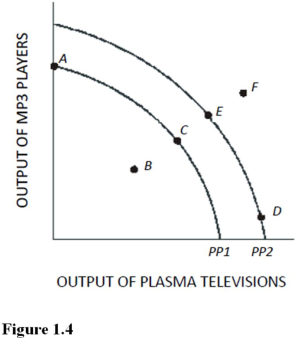 OUTPUT OF MP3 PLAYERS
A
F
E
C
B
D
PP1 PP2
OUTPUT OF PLASMA TELEVISIONS
Figure 1.4